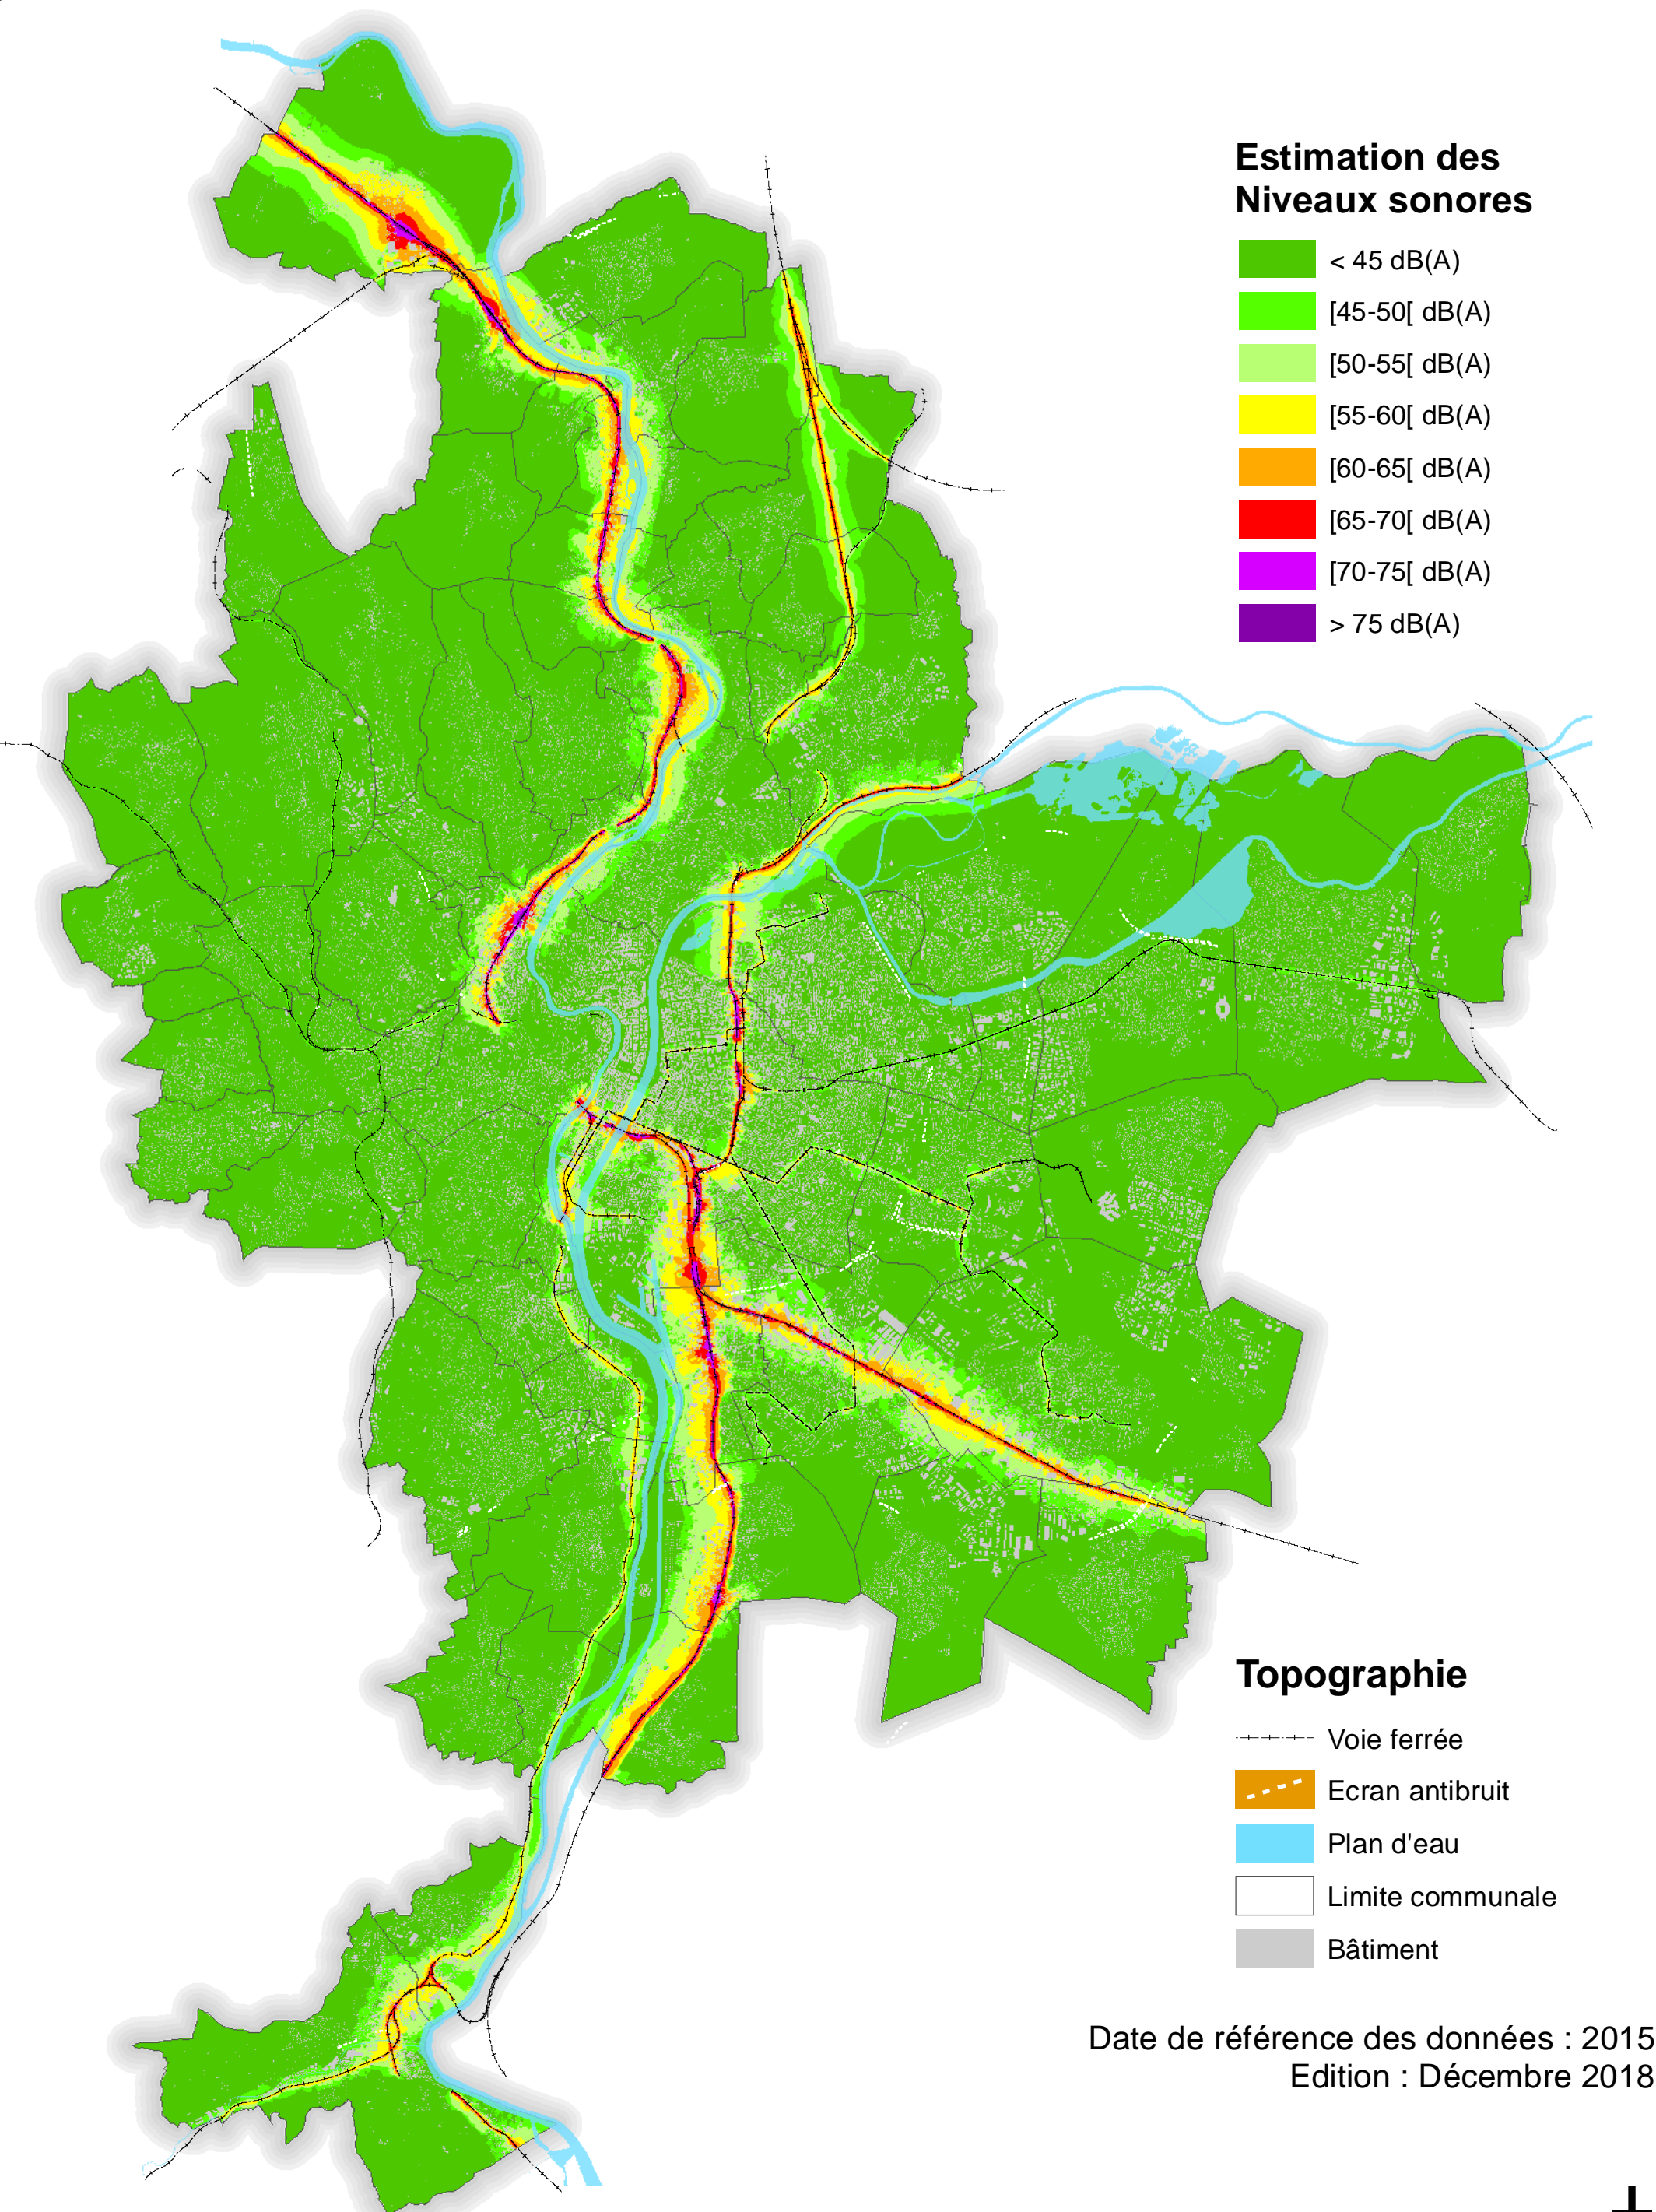 Estimation des
Niveaux sonores
< 45 dB(A)
[45-50[ dB(A)
[50-55[ dB(A)
[55-60[ dB(A)
[60-65[ dB(A)
[65-70[ dB(A)
[70-75[ dB(A)
> 75 dB(A)
Topographie
Voie ferrée
Ecran antibruit
Plan d'eau
Limite communale
Bâtiment
Date de référence des données : 2015
Edition : Décembre 2018